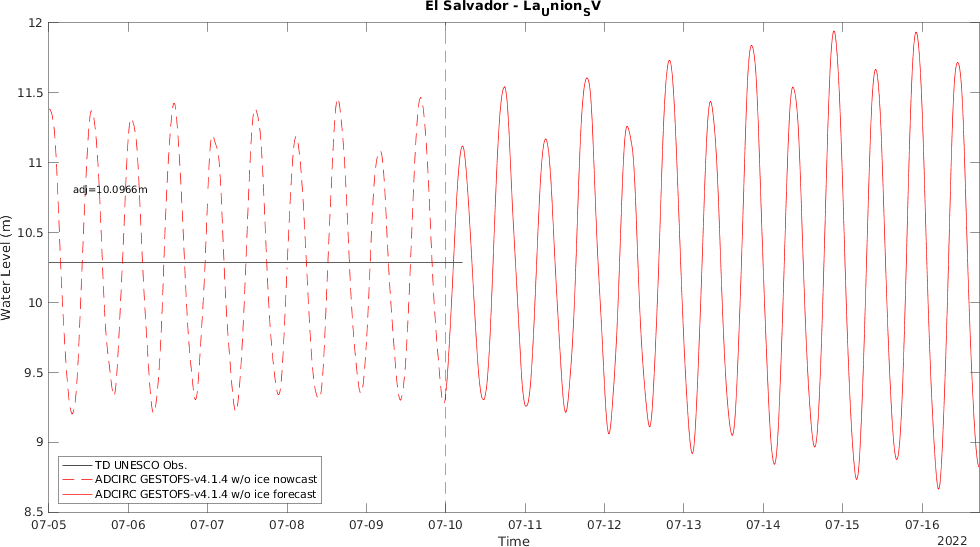 El Salvador - LaUnionSV
12
11.5
11
10.5
10
9.5
9
8.5
Water Level (m)
adj=10.0966m
TD UNESCO Obs.
ADCIRC GESTOFS-v4.1.4 w/o ice nowcast
ADCIRC GESTOFS-v4.1.4 w/o ice forecast
07-05 07-06 07-07 07-08 07-09 07-10 07-11 07-12 07-13 07-14 07-15 07-16
Time
2022